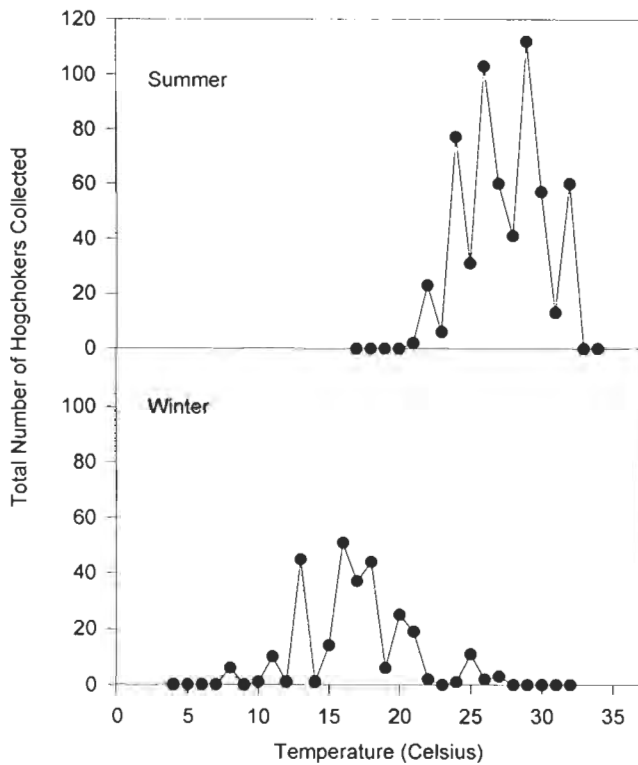 Total Number of Hogchokers Collected
120
Summer
100
80
60
40
20
0
Winter
100
80
60
40
20
0
0 5 10 15 20 25 30 35
Temperature (Celsius)